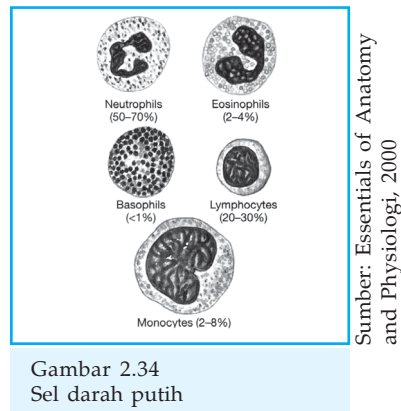 Neutrophils
(50–70%)
Eosinophils
(2–4%)
Basophils
(<1%)
Lymphocytes
(20–30%)
Monocytes (2–8%)
Sumber: Essentials of Anatomy
and Physiologi, 2000
Gambar 2.34
Sel darah putih